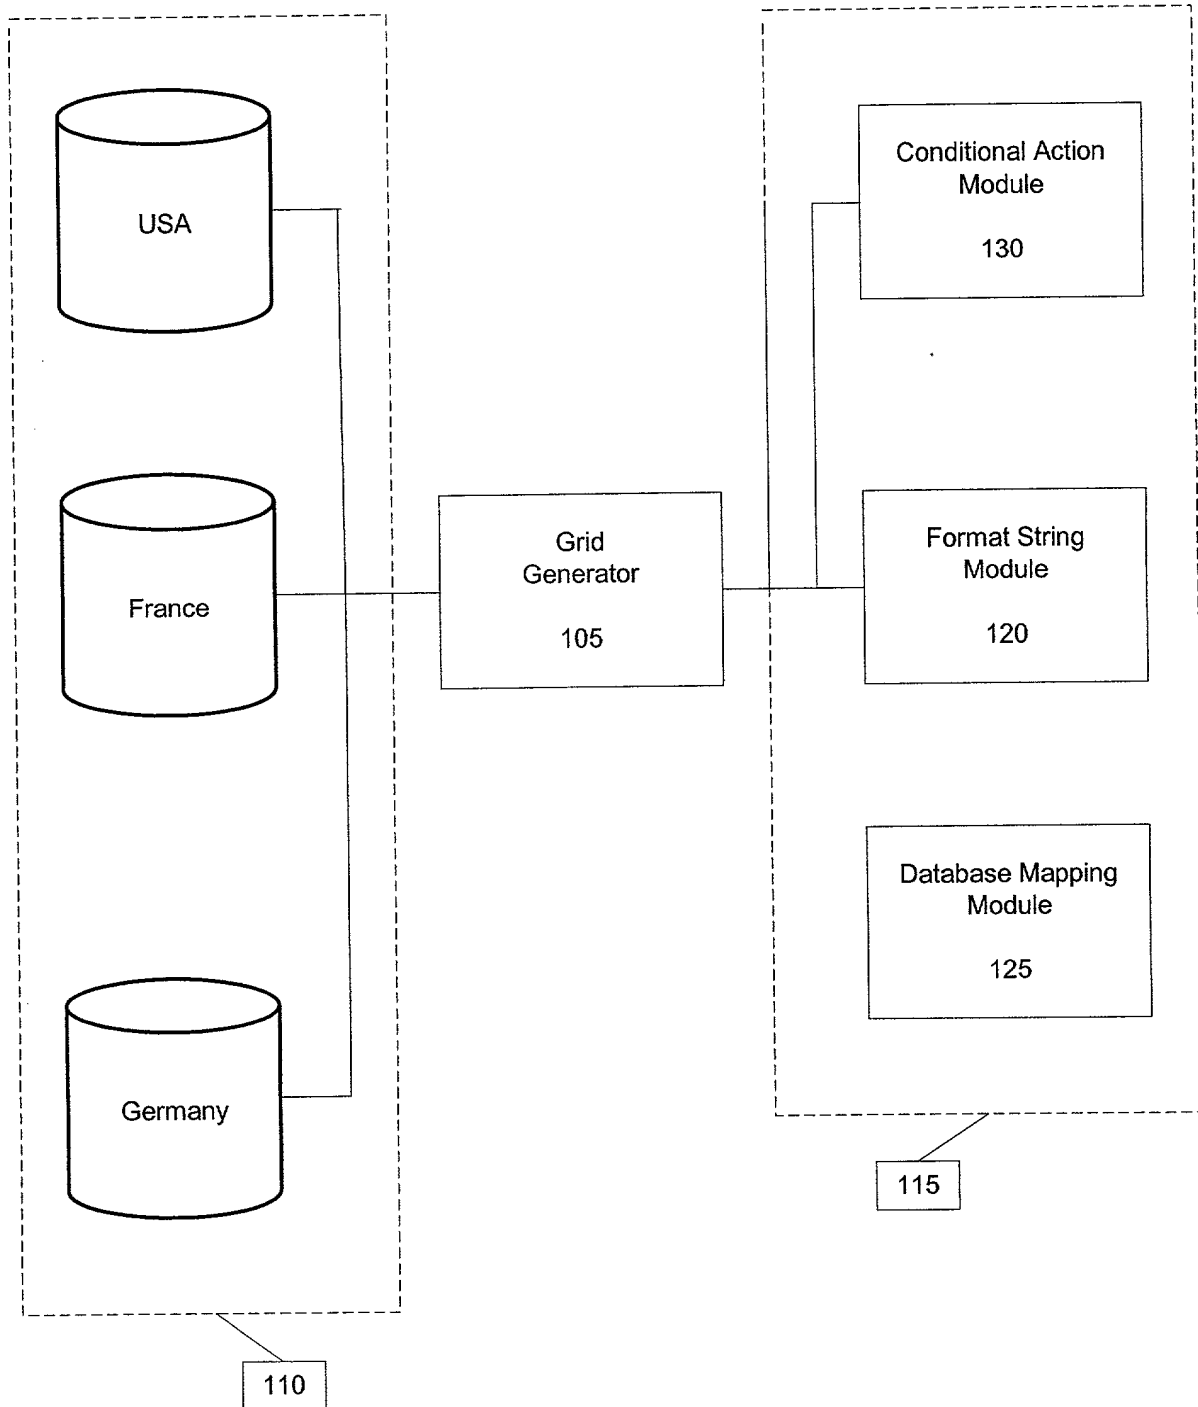 USA
France
Germany
110
Grid
Generator
105
Conditional Action
Module
130
Format String
Module
120
Database Mapping
Module
125
115